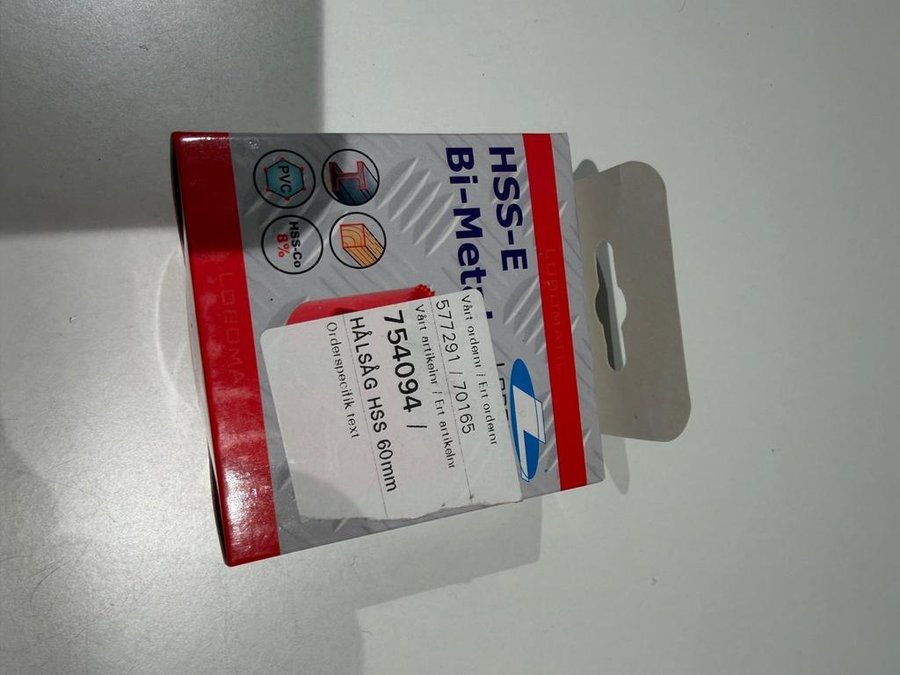 HSS-E
Bi-Metal
PVC
HSS-Co
8%
Vårt ordernr / Ert ordernr
577291 / 70165
Vårt artikelnr / Ert artikelnr
754094 /
HÅLSÅG HSS 60mm
Orderspecifik text